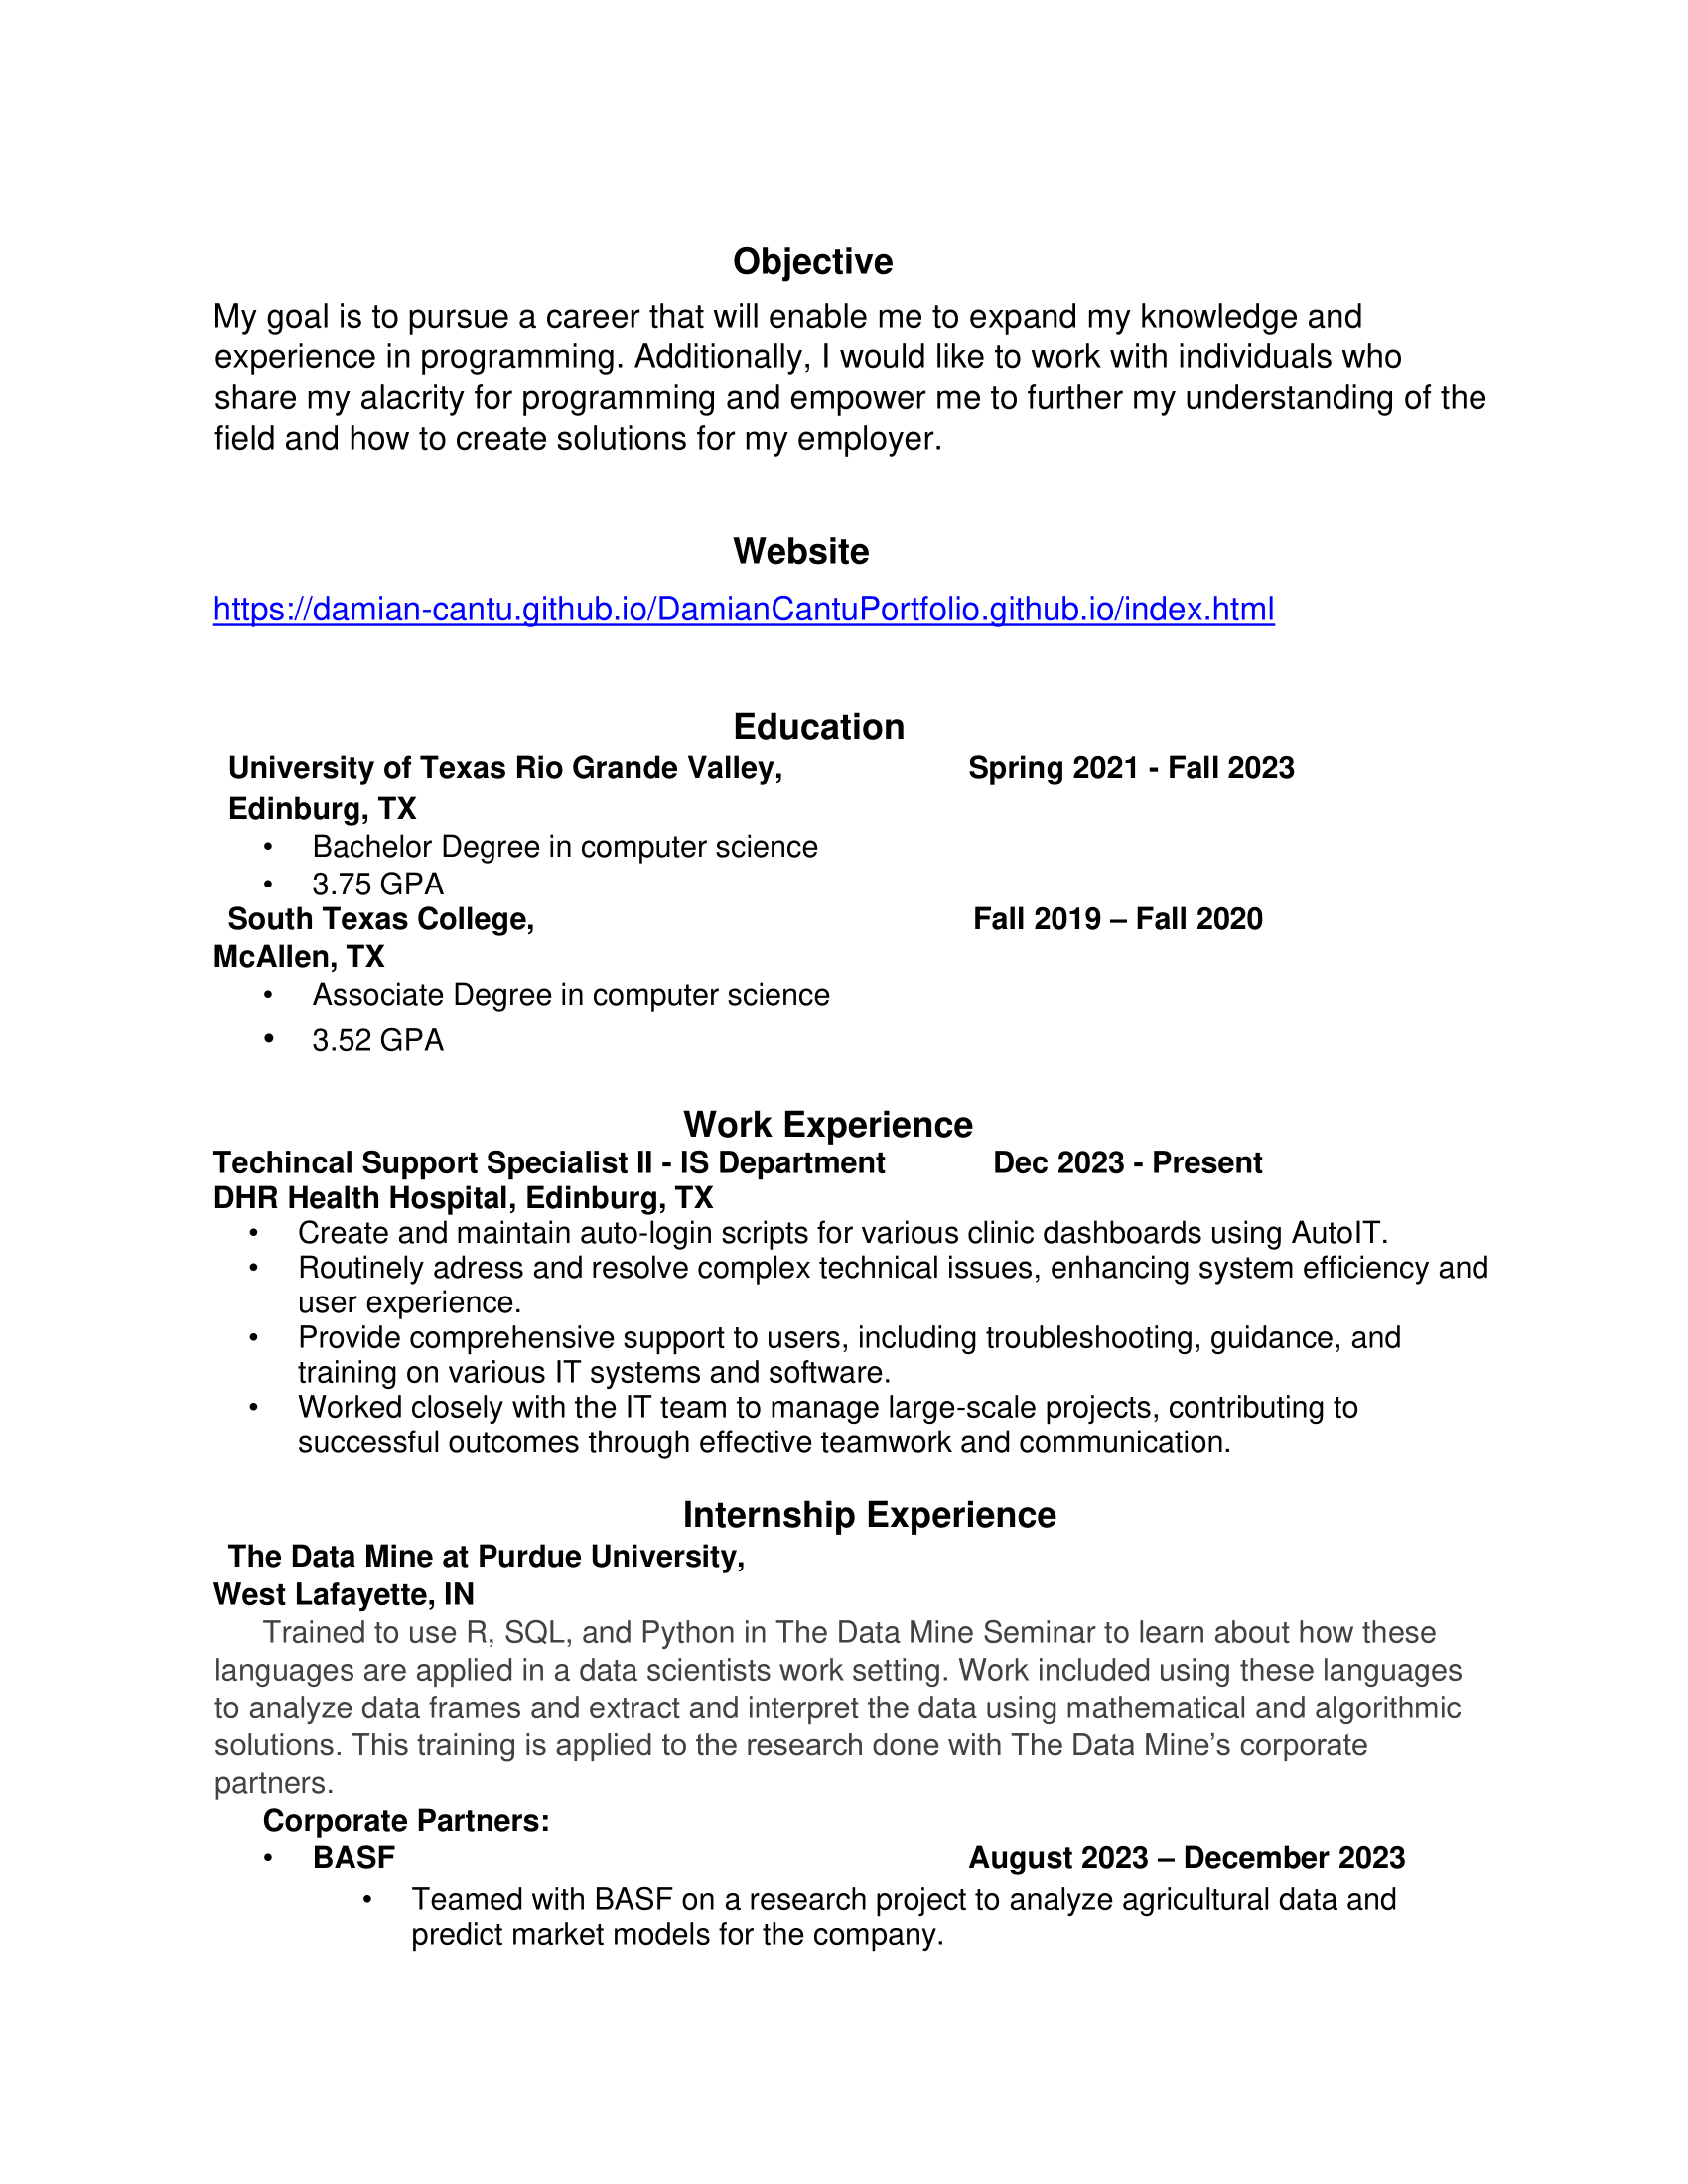 Objective
My goal is to pursue a career that will enable me to expand my knowledge and
experience in programming. Additionally, I would like to work with individuals who
share my alacrity for programming and empower me to further my understanding of the
field and how to create solutions for my employer.
Website
https://damian-cantu.github.io/DamianCantuPortfolio.github.io/index.html
Education
University of Texas Rio Grande Valley, Spring 2021 - Fall 2023
Edinburg, TX
• Bachelor Degree in computer science
• 3.75 GPA
South Texas College, Fall 2019 – Fall 2020
McAllen, TX
• Associate Degree in computer science
• 3.52 GPA
Work Experience
Techincal Support Specialist II - IS Department Dec 2023 - Present
DHR Health Hospital, Edinburg, TX
• Create and maintain auto-login scripts for various clinic dashboards using AutoIT.
• Routinely adress and resolve complex technical issues, enhancing system efficiency and
user experience.
• Provide comprehensive support to users, including troubleshooting, guidance, and
training on various IT systems and software.
• Worked closely with the IT team to manage large-scale projects, contributing to
successful outcomes through effective teamwork and communication.
Internship Experience
The Data Mine at Purdue University,
West Lafayette, IN
Trained to use R, SQL, and Python in The Data Mine Seminar to learn about how these
languages are applied in a data scientists work setting. Work included using these languages
to analyze data frames and extract and interpret the data using mathematical and algorithmic
solutions. This training is applied to the research done with The Data Mine’s corporate
partners.
Corporate Partners:
• BASF August 2023 – December 2023
• Teamed with BASF on a research project to analyze agricultural data and
predict market models for the company.